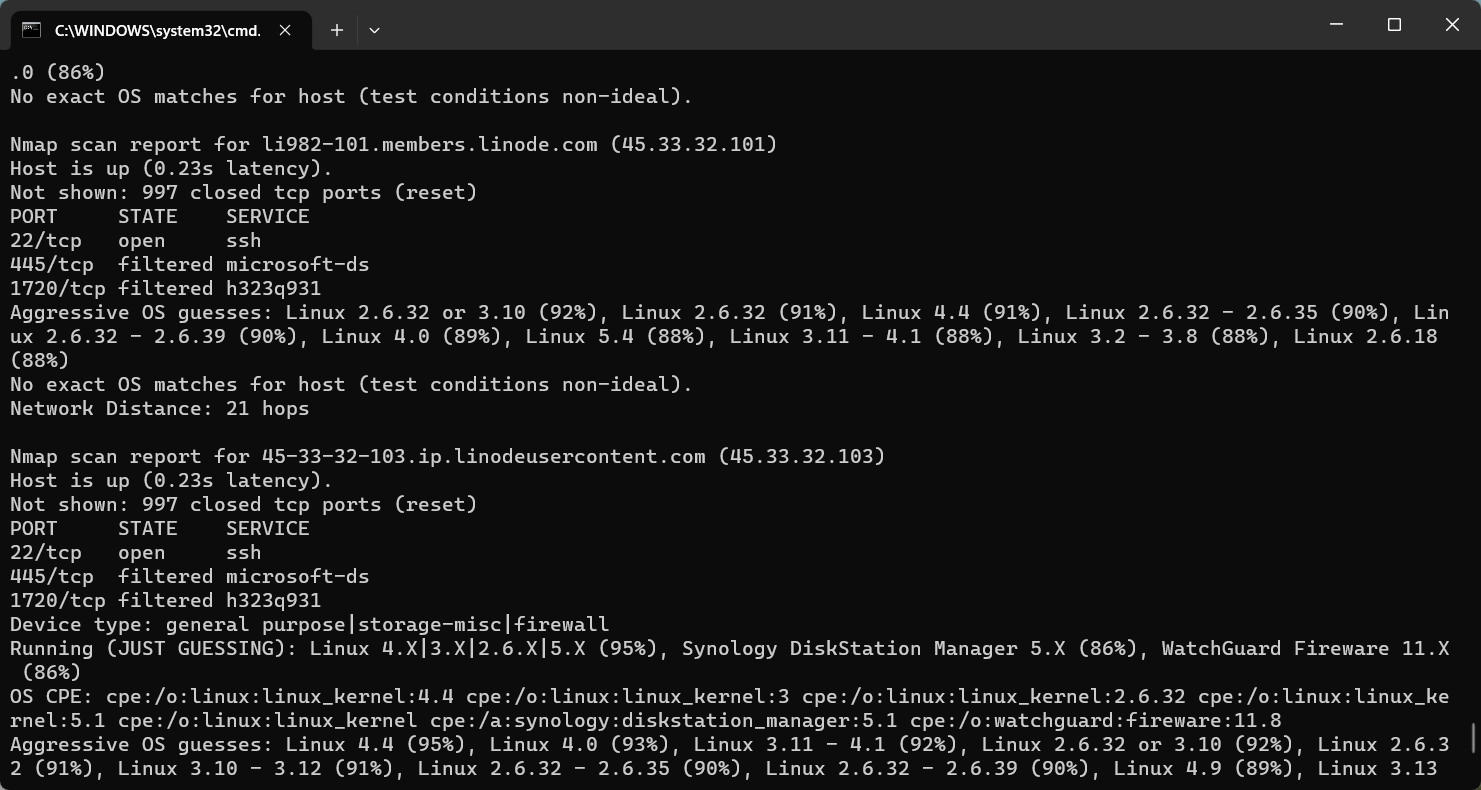 C:\WINDOWS\system32\cmd.
.0 (86%)
No exact OS matches for host (test conditions non-ideal).
Nmap scan report for li982-101.members.linode.com (45.33.32.101)
Host is up (0.23s latency).
Not shown: 997 closed tcp ports (reset)
PORT     STATE    SERVICE
22/tcp   open     ssh
445/tcp  filtered microsoft-ds
1720/tcp filtered h323q931
Aggressive OS guesses: Linux 2.6.32 or 3.10 (92%), Linux 2.6.32 (91%), Linux 4.4 (91%), Linux 2.6.32 - 2.6.35 (90%), Lin
ux 2.6.32 - 2.6.39 (90%), Linux 4.0 (89%), Linux 5.4 (88%), Linux 3.11 - 4.1 (88%), Linux 3.2 - 3.8 (88%), Linux 2.6.18
(88%)
No exact OS matches for host (test conditions non-ideal).
Network Distance: 21 hops
Nmap scan report for 45-33-32-103.ip.linodeusercontent.com (45.33.32.103)
Host is up (0.23s latency).
Not shown: 997 closed tcp ports (reset)
PORT     STATE    SERVICE
22/tcp   open     ssh
445/tcp  filtered microsoft-ds
1720/tcp filtered h323q931
Device type: general purpose|storage-misc|firewall
Running (JUST GUESSING): Linux 4.X|3.X|2.6.X|5.X (95%), Synology DiskStation Manager 5.X (86%), WatchGuard Fireware 11.X
 (86%)
OS CPE: cpe:/o:linux:linux_kernel:4.4 cpe:/o:linux:linux_kernel:3 cpe:/o:linux:linux_kernel:2.6.32 cpe:/o:linux:linux_ke
rnel:5.1 cpe:/o:linux:linux_kernel cpe:/a:synology:diskstation_manager:5.1 cpe:/o:watchguard:fireware:11.8
Aggressive OS guesses: Linux 4.4 (95%), Linux 4.0 (93%), Linux 3.11 - 4.1 (92%), Linux 2.6.32 or 3.10 (92%), Linux 2.6.3
2 (91%), Linux 3.10 - 3.12 (91%), Linux 2.6.32 - 2.6.35 (90%), Linux 2.6.32 - 2.6.39 (90%), Linux 4.9 (89%), Linux 3.13